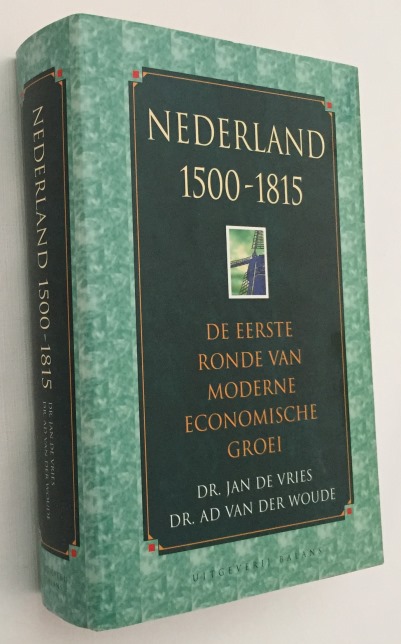 NEDERLAND
1500-1815
DE EERSTE
RONDE VAN
MODERNE
ECONOMISCHE
GROEI
DR. JAN DE VRIES
DR. AD VAN DER WOUDE
UITGEVERIJ BALANS
NEDERLAND 1500-1815
DR. JAN DE VRIES
DR. AD VAN DER WOUDE